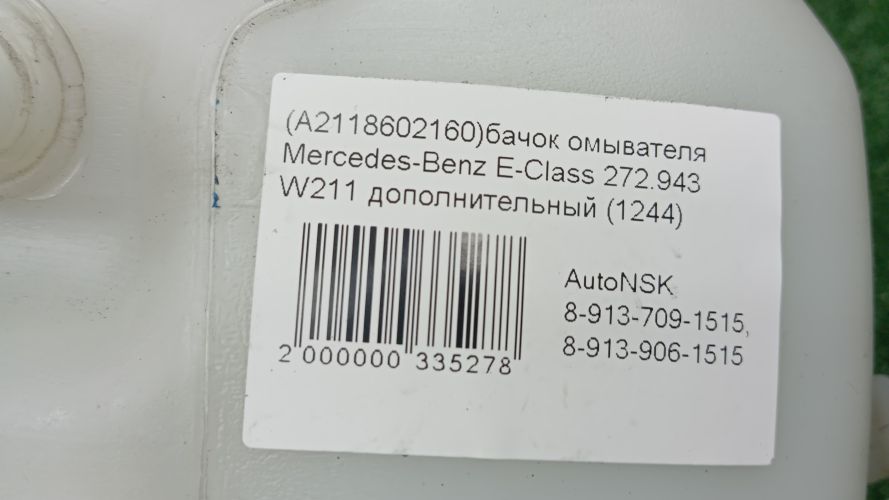 (A2118602160)бачок омывателя
Mercedes-Benz E-Class 272.943
W211 дополнительный (1244)
AutoNSK
8-913-709-1515,
8-913-906-1515
2 000000 335278